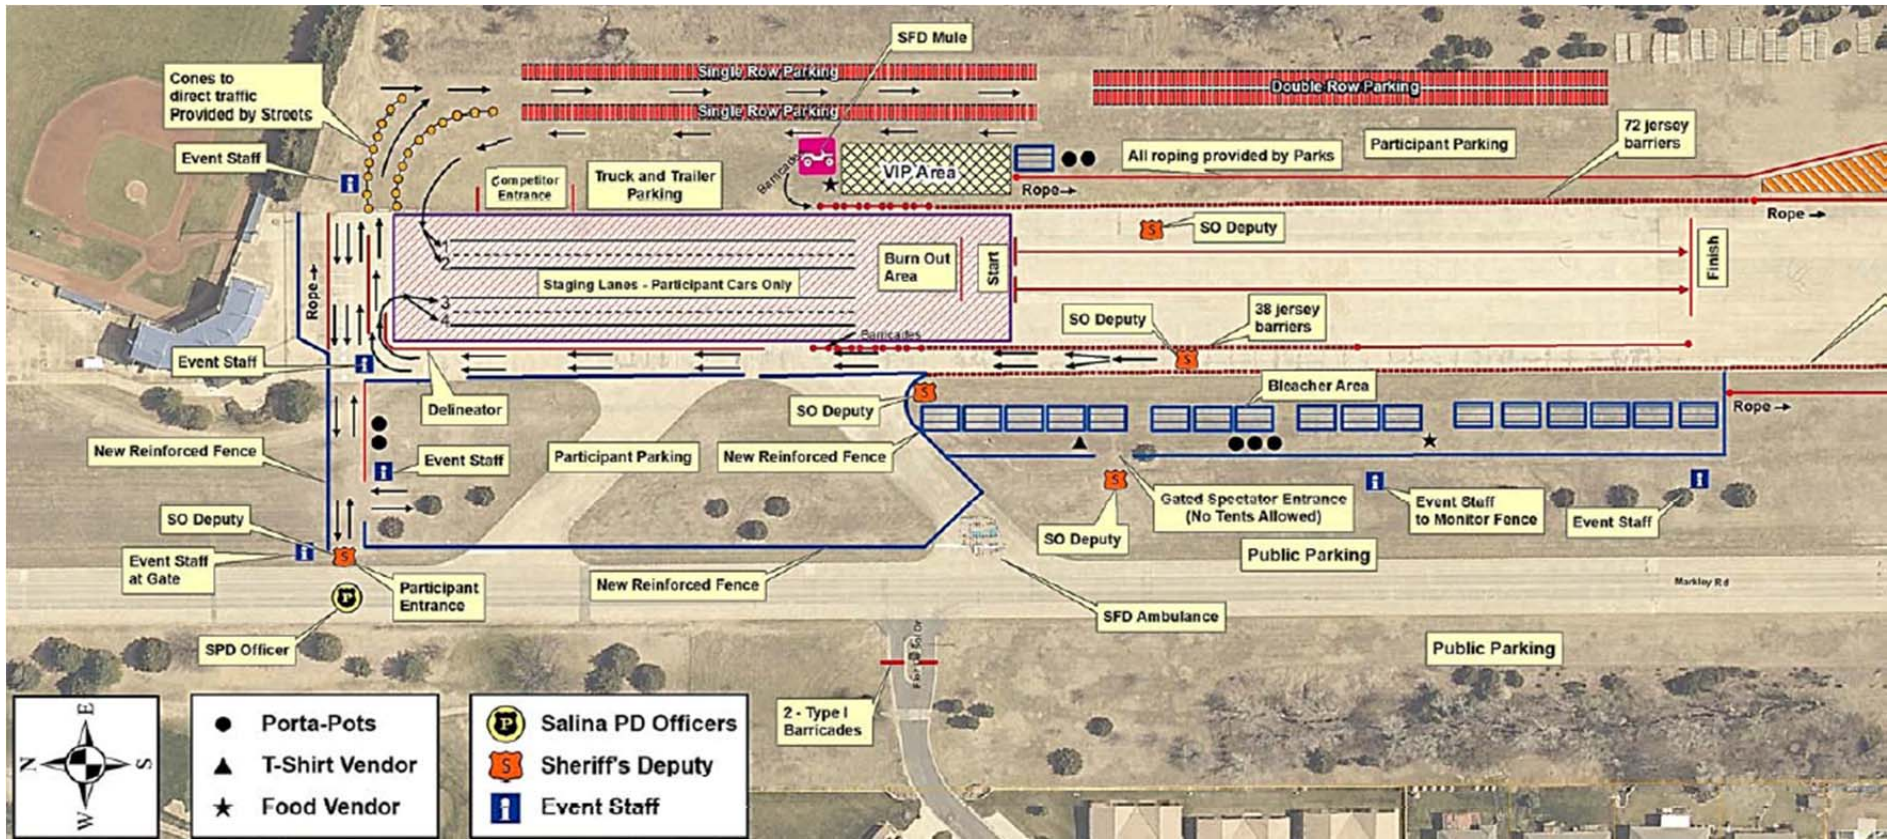 SFD Mule
Single Row Parking
Double Row Parking
Cones to
direct traffic
Provided by Streets
Single Row Parking
72 jersey
barriers
Participant Parking
Event Staff
Barricade
All roping provided by Parks
VIP Area
Competitor
Entrance
Truck and Trailer
Parking
Rope
Rope
S
SO Deputy
1
2
Burn Out
Area
Start
Finish
Staging Lanes - Participant Cars Only
Rope
3
4
38 jersey
barriers
SO Deputy
Barricades
Event Staff
S
Bleacher Area
S
SO Deputy
Delineator
Rope
New Reinforced Fence
Event Staff
Participant Parking
New Reinforced Fence
S
Gated Spectator Entrance
(No Tents Allowed)
Event Staff
to Monitor Fence
Event Staff
SO Deputy
SO Deputy
Public Parking
Event Staff
at Gate
S
Participant
Entrance
New Reinforced Fence
Markley Rd
P
SFD Ambulance
SPD Officer
Public Parking
2 - Type I
Barricades
E
N
S
W
Porta-Pots
T-Shirt Vendor
Food Vendor
P
Salina PD Officers
S
Sheriff's Deputy
Event Staff